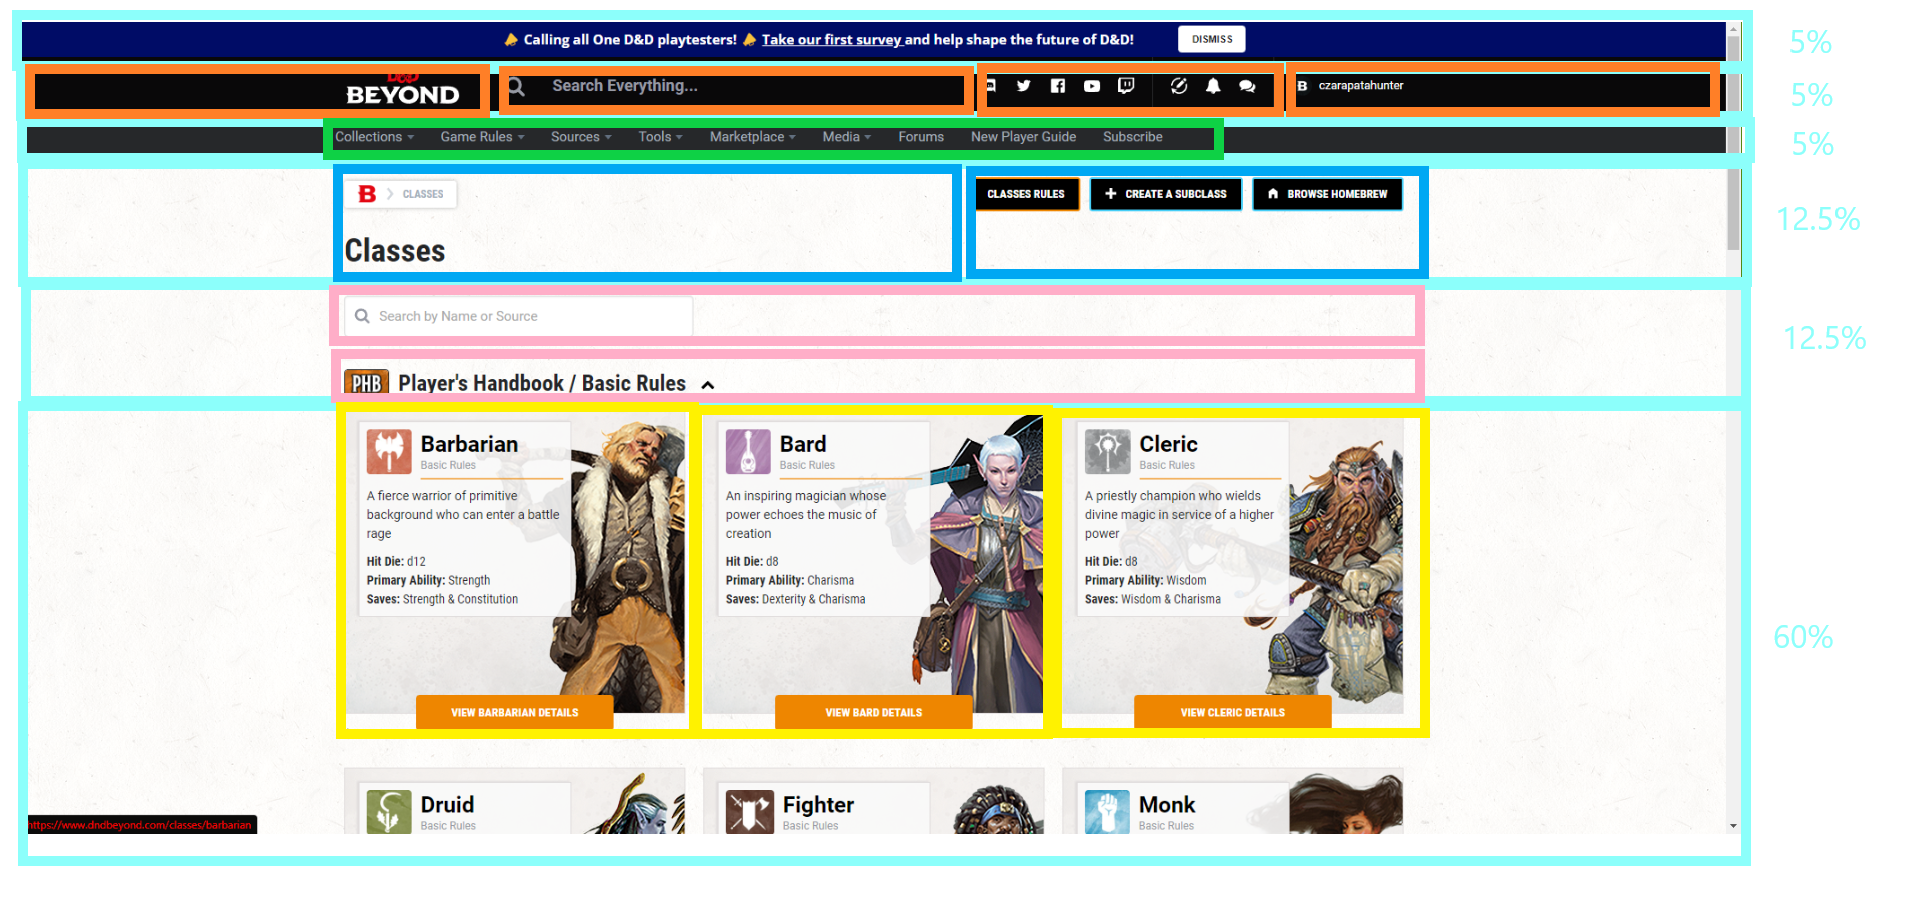 Calling all One D&D playtesters! Take our first survey and help shape the future of D&D! DISMISS
5%
D&D
BEYOND
Search Everything...
czarapatahunter
5%
Collections Game Rules Sources Tools Marketplace Media Forums New Player Guide Subscribe
5%
B CLASSES
CLASSES RULES CREATE A SUBCLASS BROWSE HOMEBREW
12.5%
Classes
Search by Name or Source
12.5%
PHB Player's Handbook / Basic Rules
Barbarian
Basic Rules
A fierce warrior of primitive
background who can enter a battle
rage
Hit Die: d12
Primary Ability: Strength
Saves: Strength & Constitution
VIEW BARBARIAN DETAILS
Bard
Basic Rules
An inspiring magician whose
power echoes the music of
creation
Hit Die: d8
Primary Ability: Charisma
Saves: Dexterity & Charisma
VIEW BARD DETAILS
Cleric
Basic Rules
A priestly champion who wields
divine magic in service of a higher
power
Hit Die: d8
Primary Ability: Wisdom
Saves: Wisdom & Charisma
VIEW CLERIC DETAILS
60%
Druid
Basic Rules
Fighter
Basic Rules
Monk
Basic Rules
https://www.dndbeyond.com/classes/barbarian